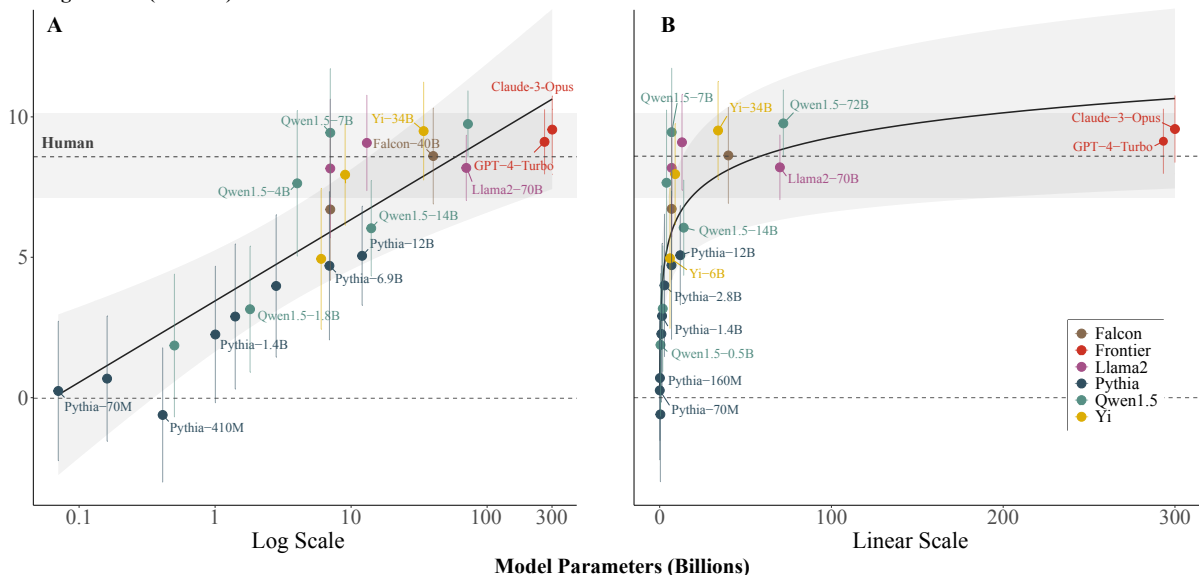 A
10
5
0
Human
Claude-3-Opus
Yi−34B
Qwen1.5−7B
Falcon−40B
GPT−4−Turbo
Qwen1.5−4B
Llama2−70B
Qwen1.5−14B
Pythia−12B
Pythia−6.9B
Qwen1.5−1.8B
Pythia−1.4B
Pythia−70M
Pythia−410M
0.1
1
10
100
300
Log Scale
B
Qwen1.5−7B
Yi−34B
Qwen1.5−72B
Claude−3−Opus
GPT−4−Turbo
Llama2−70B
Qwen1.5−14B
Pythia−12B
Yi−6B
Pythia−2.8B
Pythia−1.4B
Qwen1.5−0.5B
Pythia−160M
Pythia−70M
Falcon
Frontier
Llama2
Pythia
Qwen1.5
Yi
0
100
200
300
Linear Scale
Model Parameters (Billions)